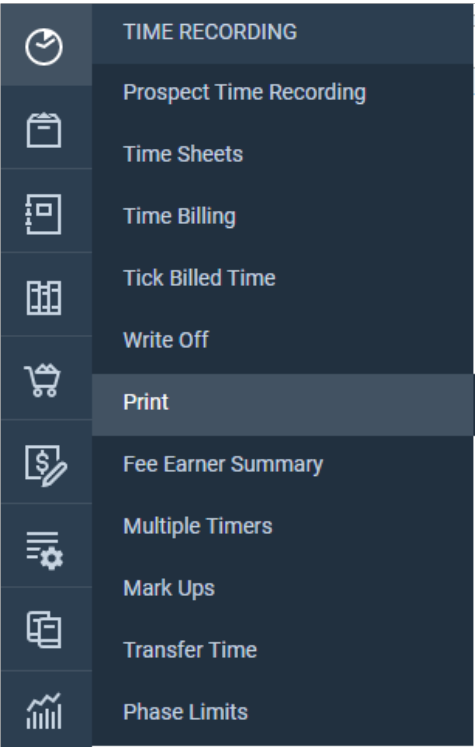 TIME RECORDING
Prospect Time Recording
Time Sheets
Time Billing
Tick Billed Time
Write Off
Print
Fee Earner Summary
Multiple Timers
Mark Ups
Transfer Time
Phase Limits